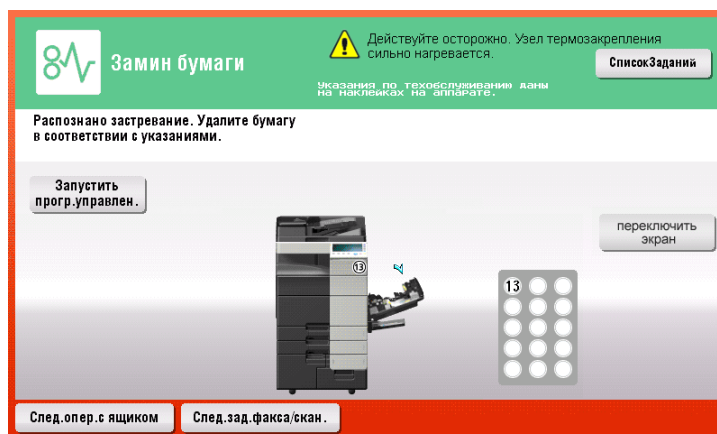 Замин бумаги
Действуйте осторожно. Узел термозакрепления
сильно нагревается.
СписокЗаданий
Указания по техобслуживанию даны
на наклейках на аппарате.
Распознано застревание. Удалите бумагу
в соответствии с указаниями.
Запустить
прогр.управлен.
переключить
экран
13
13
След.опер.с ящиком
След.зад.факса/скан.